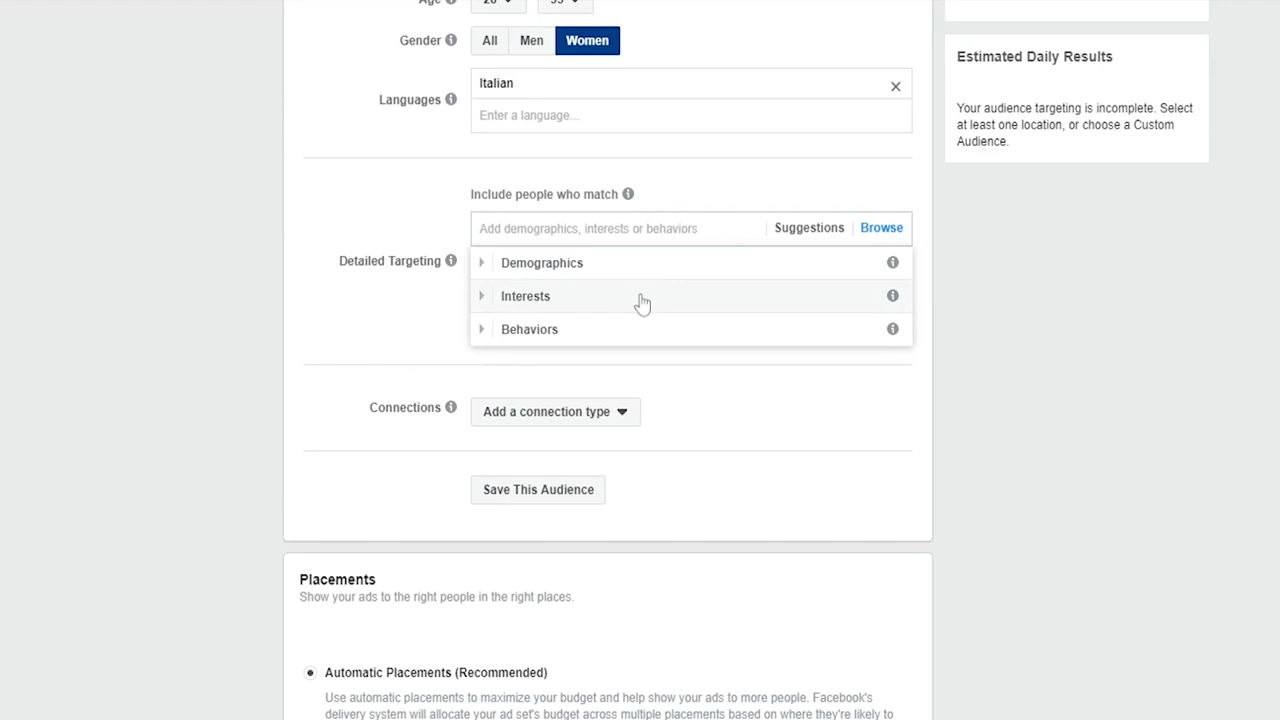 Age
Gender
All
Men
Women
Languages
Italian
Enter a language...
Include people who match
Add demographics, interests or behaviors
Suggestions
Browse
Detailed Targeting
Demographics
Interests
Behaviors
Connections
Add a connection type
Save This Audience
Placements
Show your ads to the right people in the right places.
Automatic Placements (Recommended)
Use automatic placements to maximize your budget and help show your ads to more people. Facebook's
delivery system will allocate your ad set's budget across multiple placements based on where they're likely to
Estimated Daily Results
Your audience targeting is incomplete. Select
at least one location, or choose a Custom
Audience.